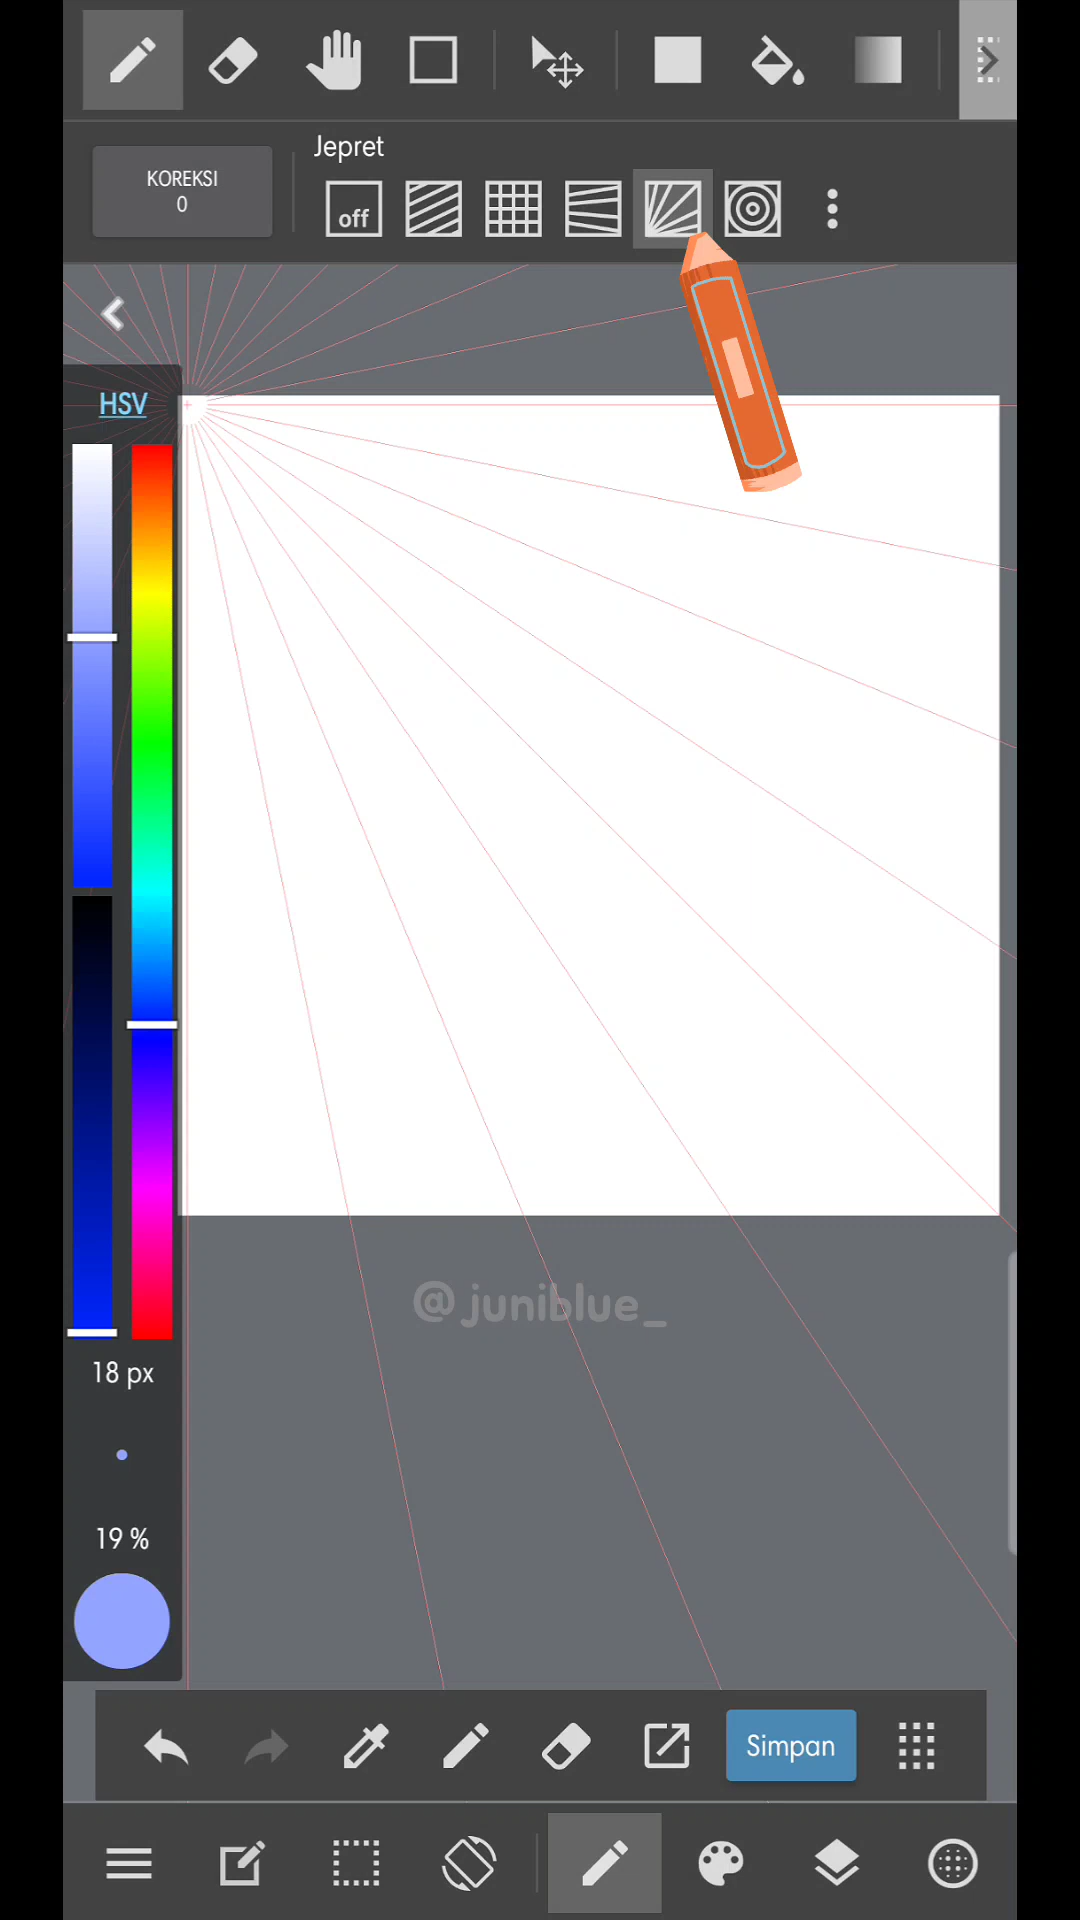 Jepret
KOREKSI
0
off
HSV
@juniblue_
18 px
19 %
Simpan